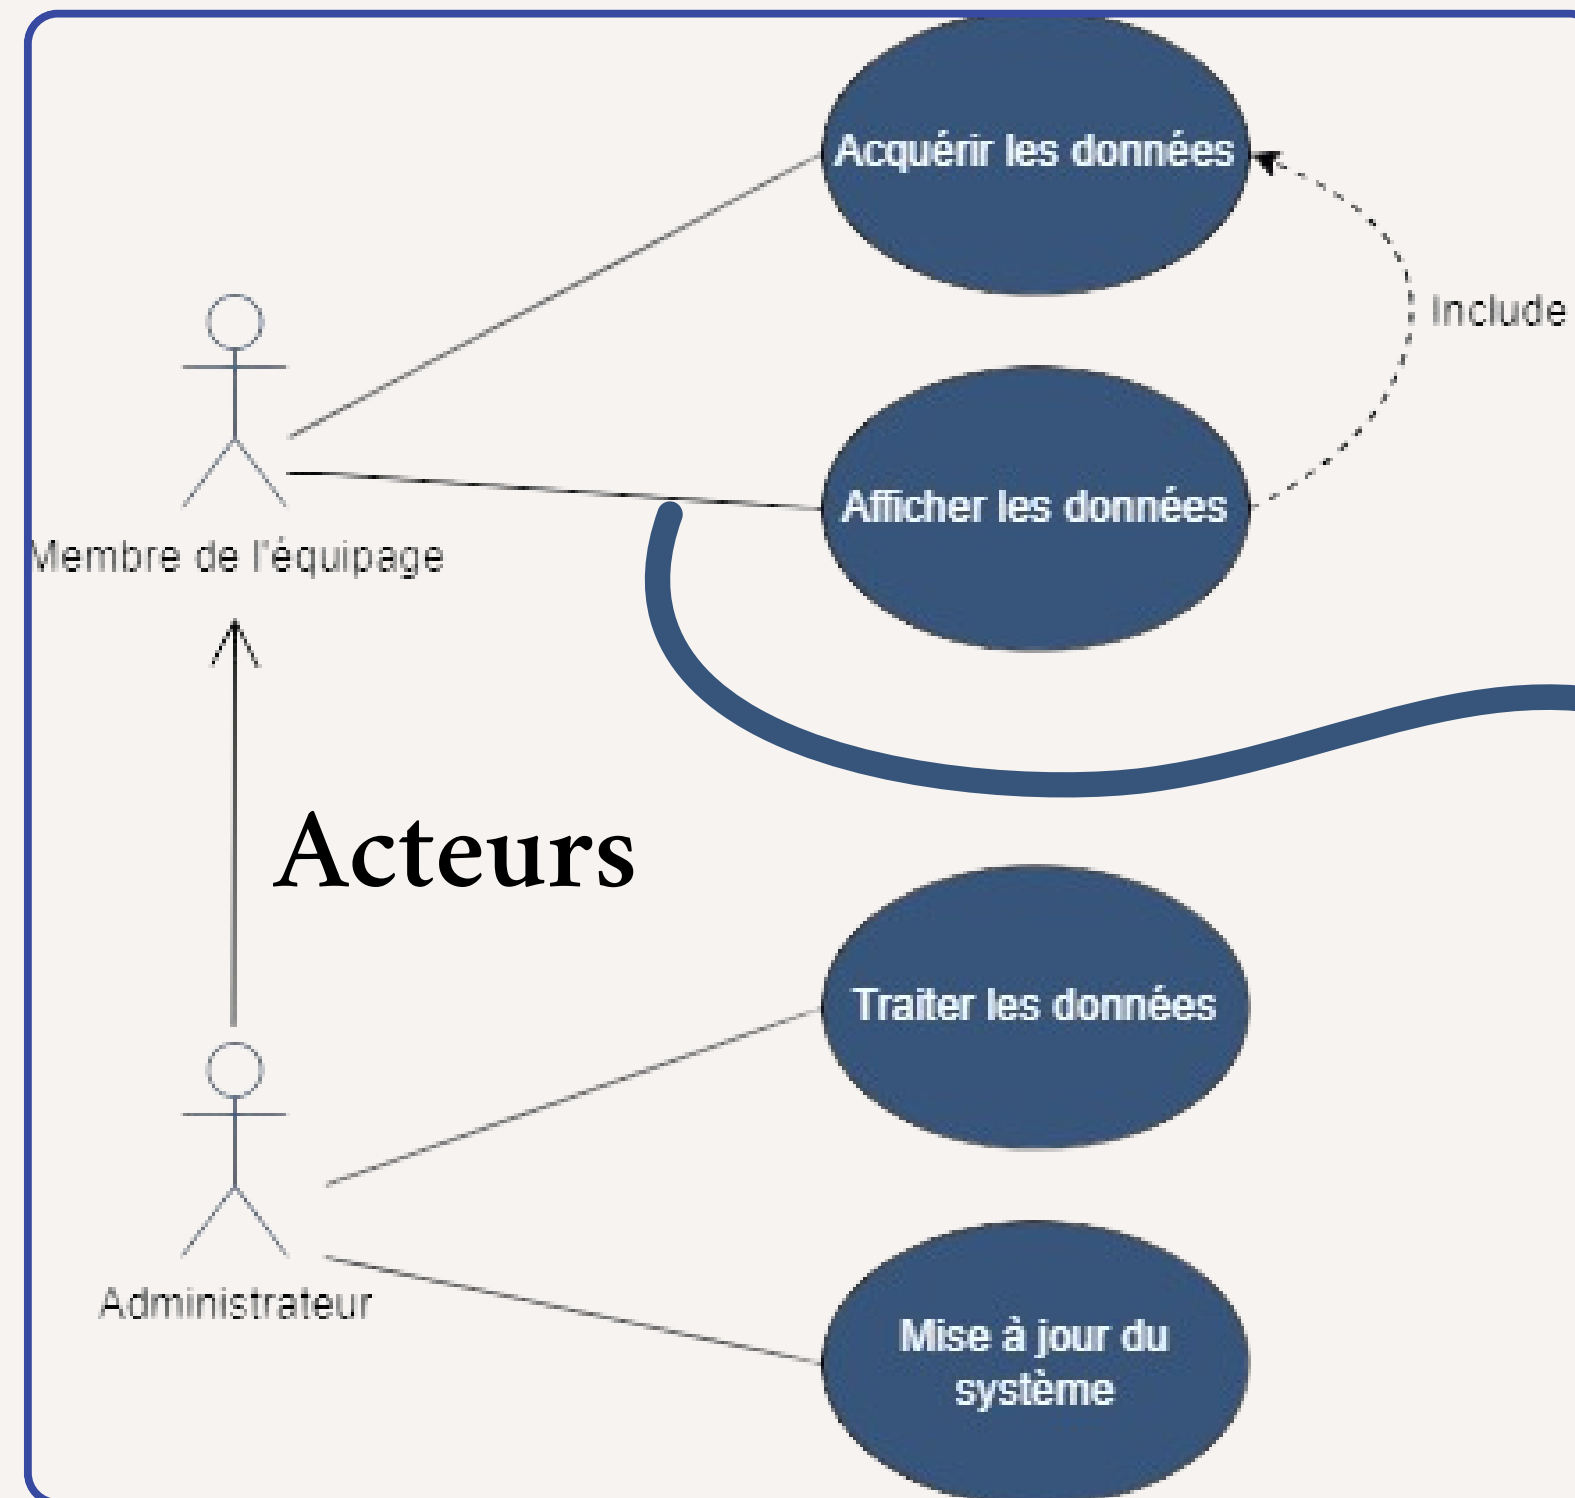 Acquérir les données
Include
Afficher les données
Membre de l'équipage
Acteurs
Traiter les données
Administrateur
Mise à jour du
système